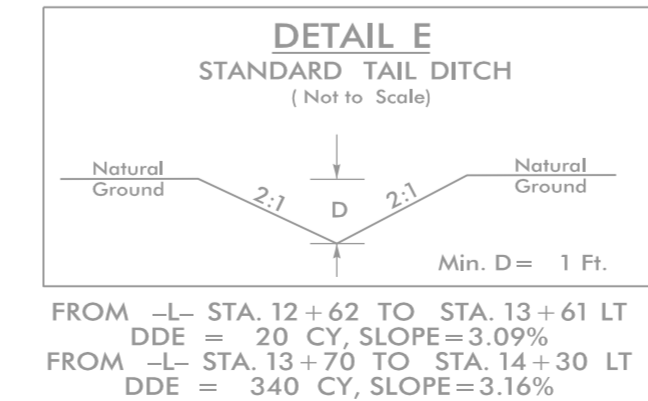 DETAIL E
STANDARD TAIL DITCH
( Not to Scale)
Natural
Ground
2:1
D
2:1
Natural
Ground
Min. D = 1 Ft.
FROM –L– STA. 12+62 TO STA. 13+61 LT
DDE = 20 CY, SLOPE=3.09%
FROM –L– STA. 13+70 TO STA. 14+30 LT
DDE = 340 CY, SLOPE=3.16%